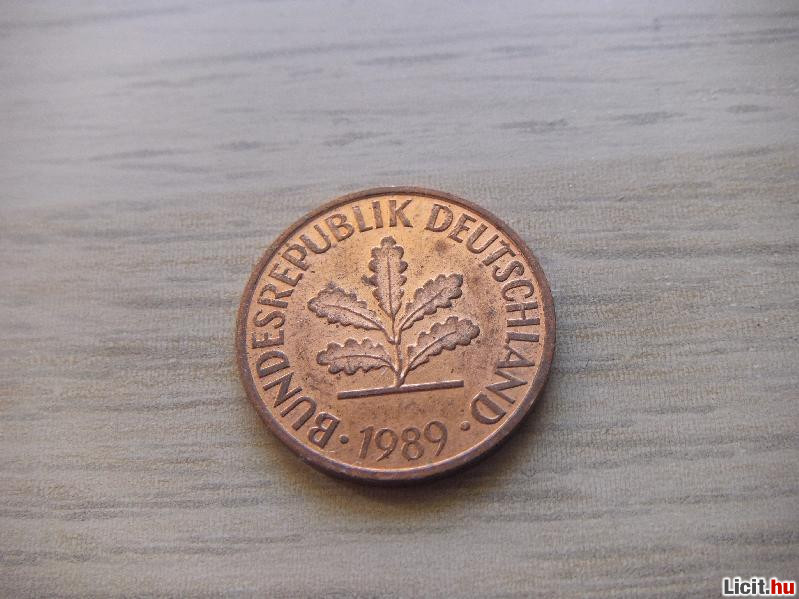 BUNDESREPUBLIK DEUTSCHLAND
· 1989 ·
Licit.hu